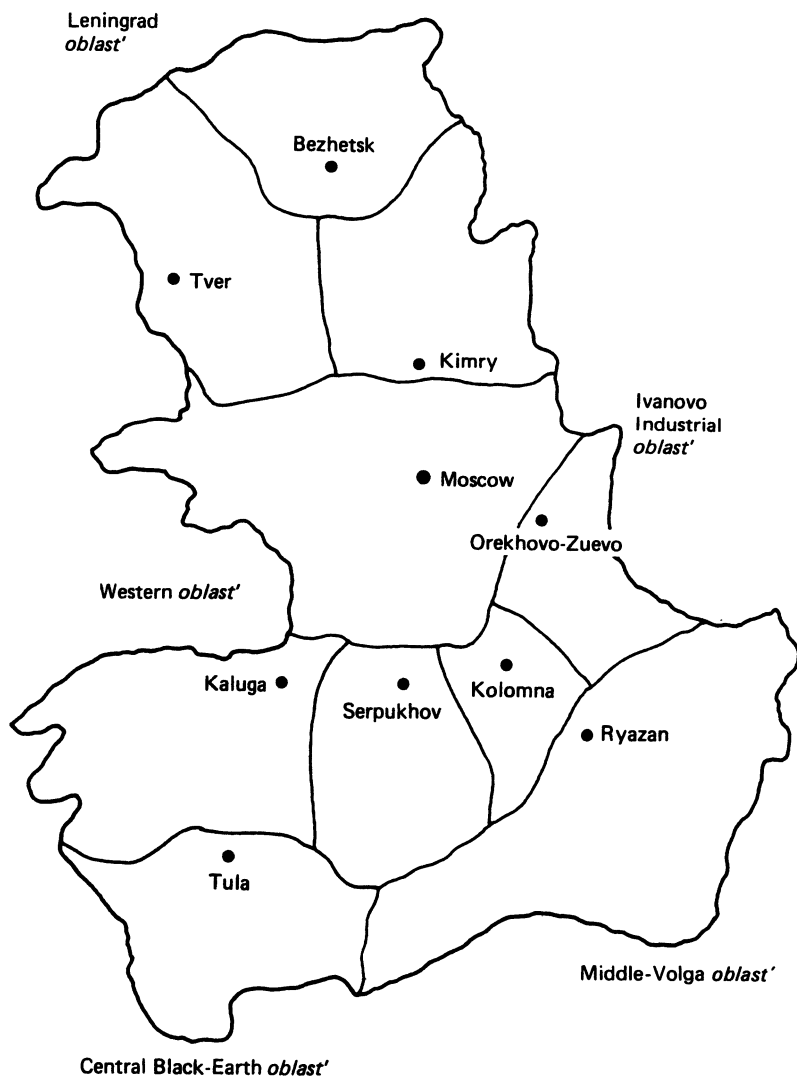 Leningrad
oblast'
Bezhetsk
Tver
Kimry
Ivanovo
Industrial
oblast'
Moscow
Orekhovo-Zuevo
Western oblast'
Kaluga
Serpukhov
Kolomna
Ryazan
Tula
Middle-Volga oblast'
Central Black-Earth oblast'